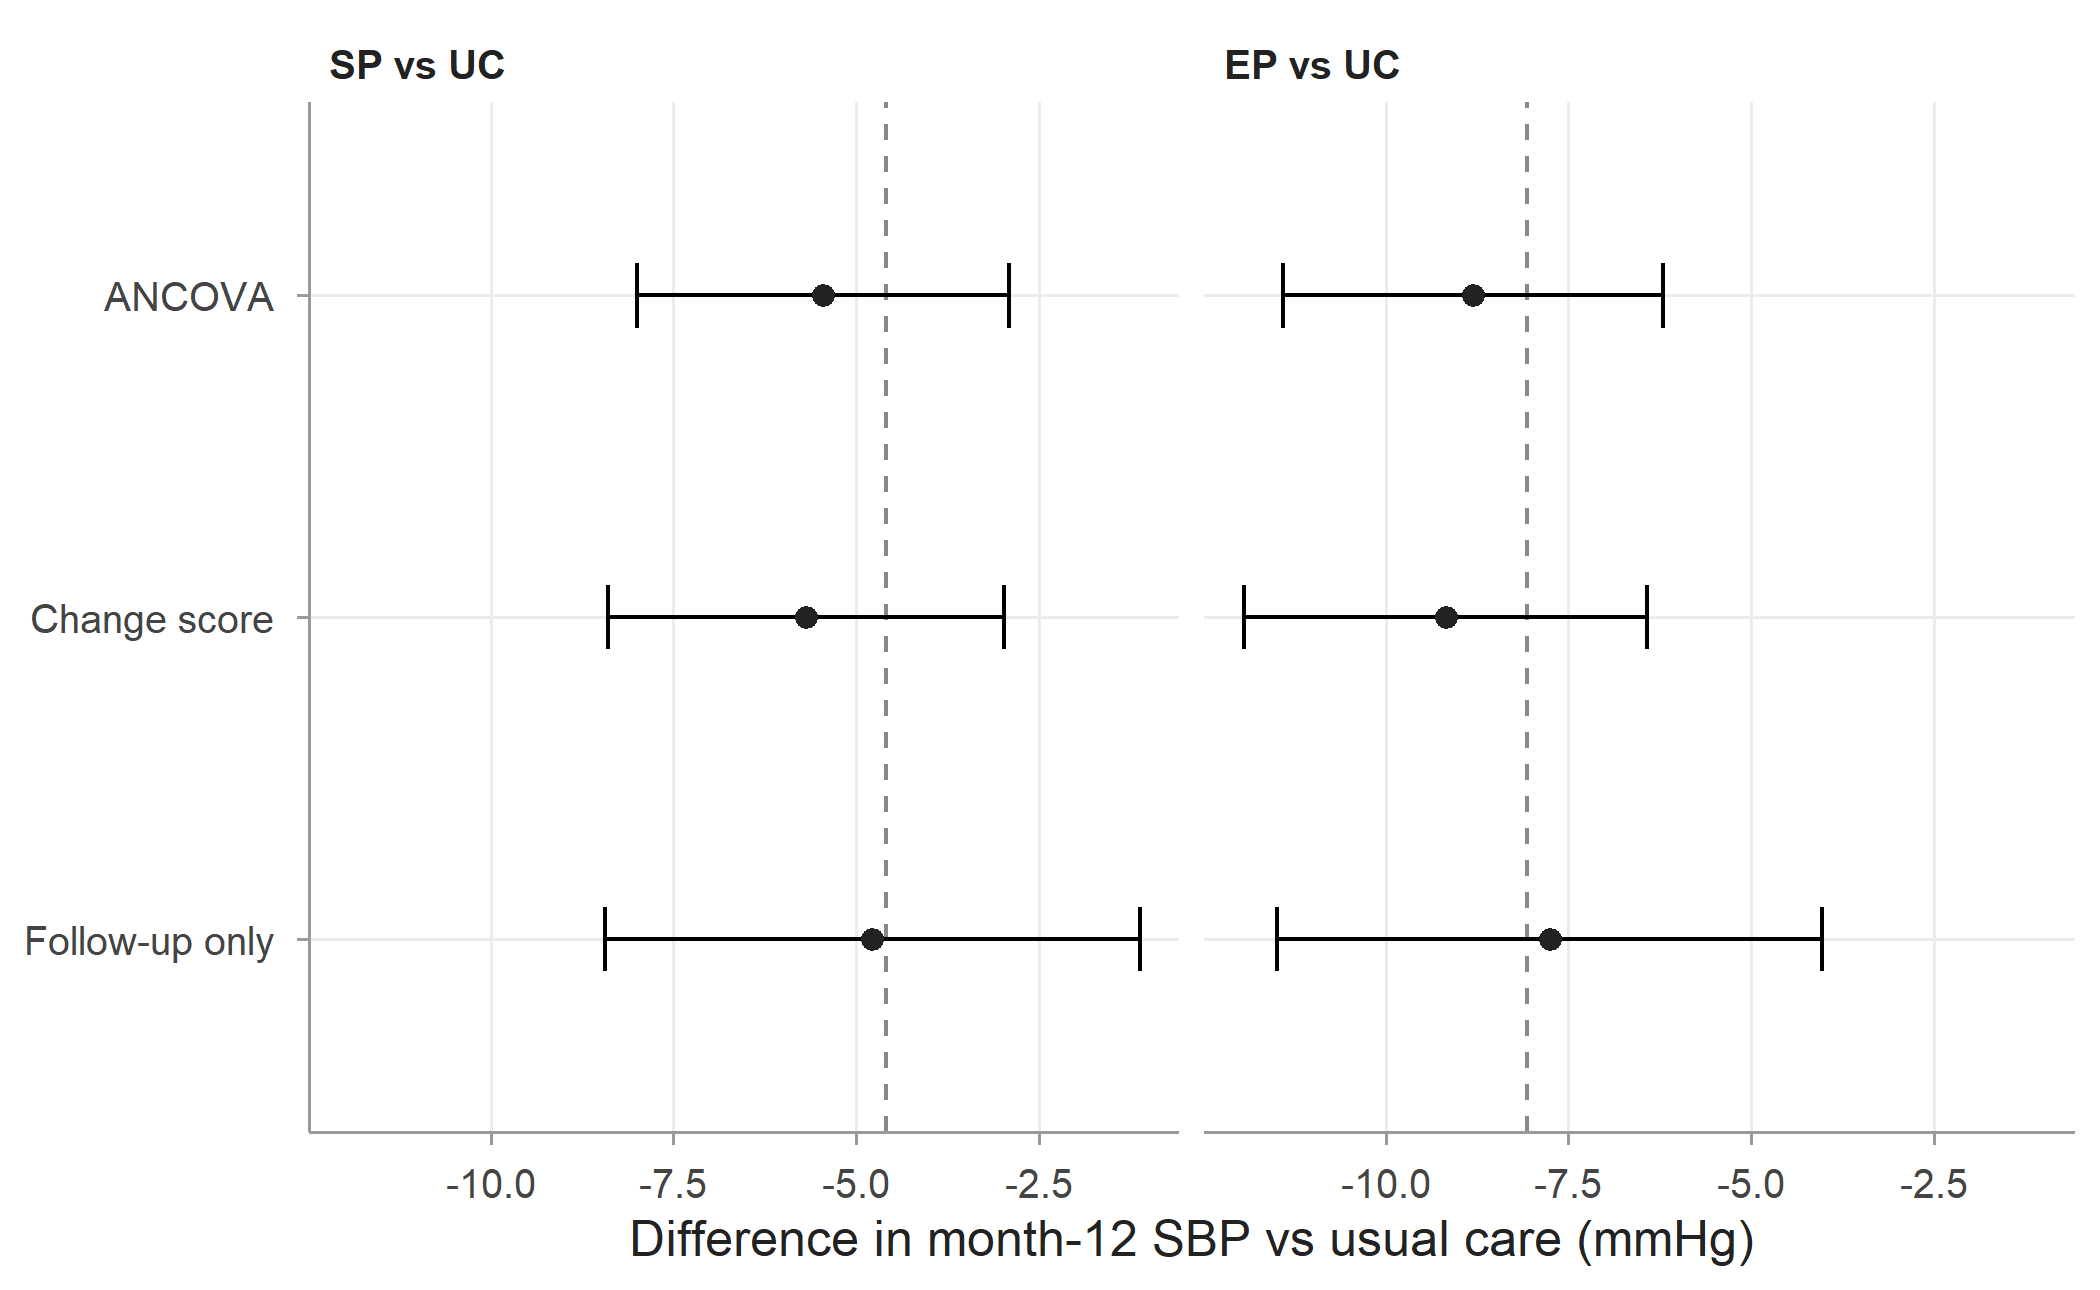 SP vs UC
EP vs UC
ANCOVA
Change score
Follow-up only
-10.0 -7.5 -5.0 -2.5
-10.0 -7.5 -5.0 -2.5
Difference in month-12 SBP vs usual care (mmHg)